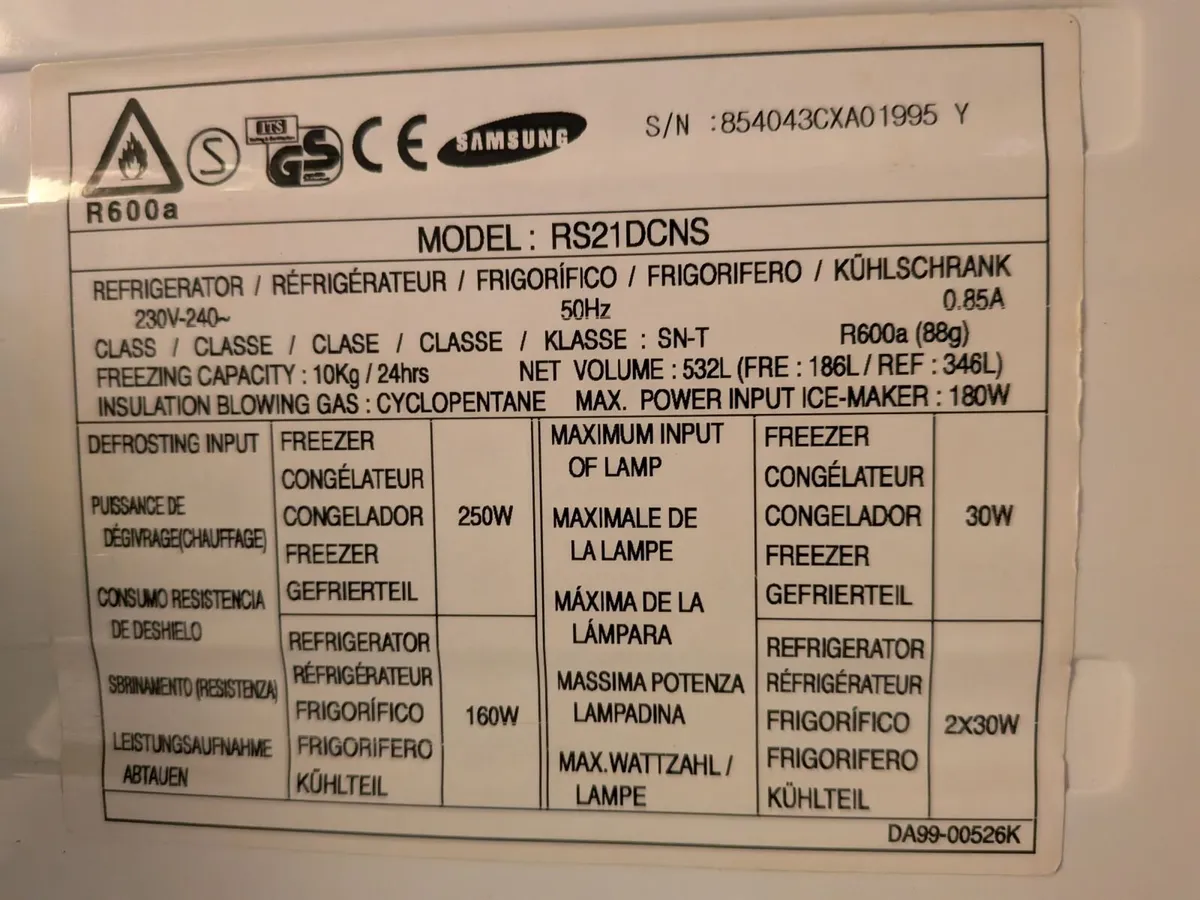 S
ITS
GS
CE
SAMSUNG
S/N :854043CXA01995 Y
R600a
MODEL : RS21DCNS
REFRIGERATOR / RÉFRIGÉRATEUR / FRIGORÍFICO / FRIGORIFERO / KÜHLSCHRANK
230V-240~ 50Hz 0.85A
CLASS / CLASSE / CLASE / CLASSE / KLASSE : SN-T R600a (88g)
FREEZING CAPACITY : 10Kg / 24hrs NET VOLUME : 532L (FRE : 186L / REF : 346L)
INSULATION BLOWING GAS : CYCLOPENTANE MAX. POWER INPUT ICE-MAKER : 180W
DEFROSTING INPUT
PUISSANCE DE
DÉGIVRAGE(CHAUFFAGE)
CONSUMO RESISTENCIA
DE DESHIELO
SBRINAMENTO (RESISTENZA)
LEISTUNGSAUFNAHME
ABTAUEN
FREEZER
CONGÉLATEUR
CONGELADOR
FREEZER
GEFRIERTEIL
250W
REFRIGERATOR
RÉFRIGÉRATEUR
FRIGORÍFICO
FRIGORIFERO
KÜHLTEIL
160W
MAXIMUM INPUT
OF LAMP
MAXIMALE DE
LA LAMPE
MÁXIMA DE LA
LÁMPARA
MASSIMA POTENZA
LAMPADINA
MAX.WATTZAHL /
LAMPE
FREEZER
CONGÉLATEUR
CONGELADOR
FREEZER
GEFRIERTEIL
30W
REFRIGERATOR
RÉFRIGÉRATEUR
FRIGORÍFICO
FRIGORIFERO
KÜHLTEIL
2X30W
DA99-00526K